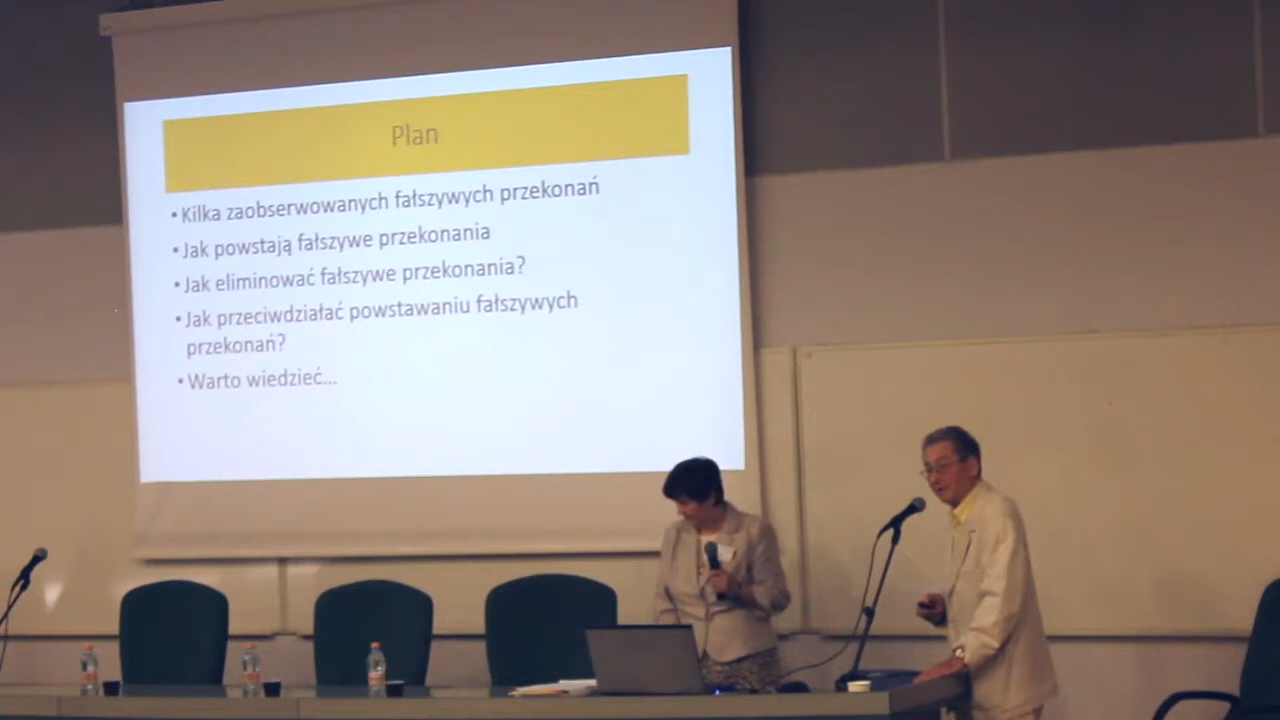 Plan
• Kilka zaobserwowanych fałszywych przekonań
• Jak powstają fałszywe przekonania
• Jak eliminować fałszywe przekonania?
• Jak przeciwdziałać powstawaniu fałszywych
przekonań?
• Warto wiedzieć...